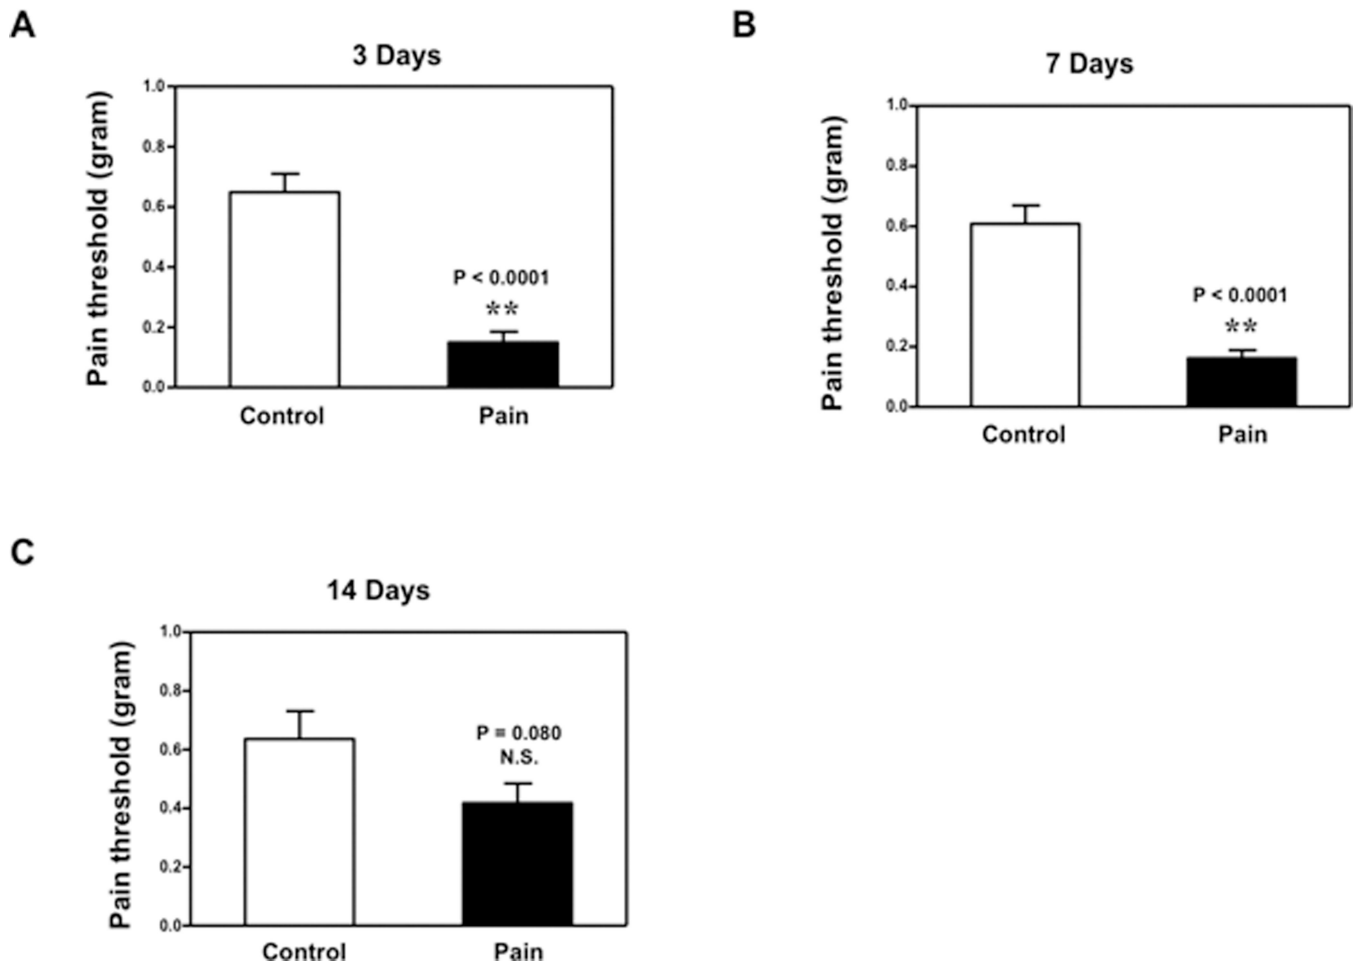 A
3 Days
Pain threshold (gram)
1.0
0.8
0.6
0.4
0.2
0.0
P < 0.0001
**
Control
Pain
B
7 Days
Pain threshold (gram)
1.0
0.8
0.6
0.4
0.2
0.0
P < 0.0001
**
Control
Pain
C
14 Days
Pain threshold (gram)
1.0
0.8
0.6
0.4
0.2
0.0
P = 0.080
N.S.
Control
Pain